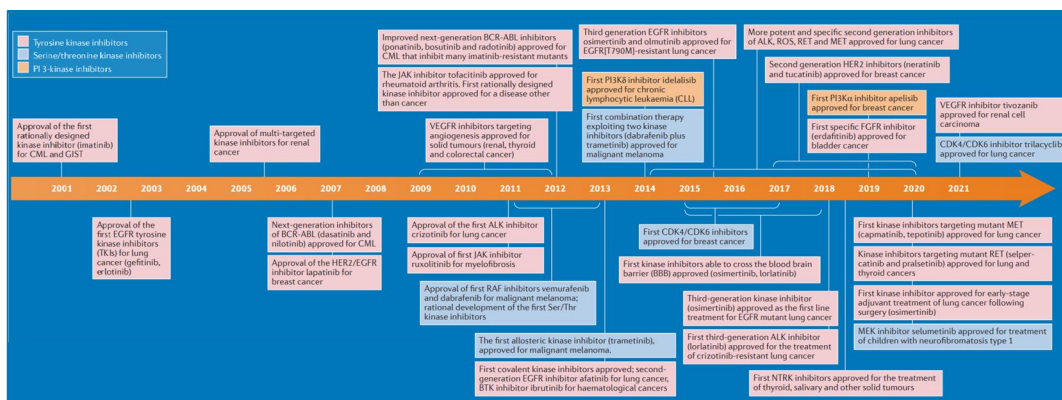 Tyrosine kinase inhibitors
Serine/threonine kinase inhibitors
PI 3-kinase inhibitors
Approval of the first
rationally designed
kinase inhibitor (imatinib)
for CML and GIST
Approval of multi-targeted
kinase inhibitors for renal
cancer
Improved next-generation BCR-ABL inhibitors
(ponatinib, bosutinib and radotinib) approved for
CML that inhibit many imatinib-resistant mutants
The JAK inhibitor tofacitinib approved for
rheumatoid arthritis. First rationally designed
kinase inhibitor approved for a disease other
than cancer
VEGFR inhibitors targeting
angiogenesis approved for
solid tumours (renal, thyroid
and colorectal cancer)
Third generation EGFR inhibitors
osimertinib and olmutinib approved for
EGFR[T790M]-resistant lung cancer
First PI3Kδ inhibitor idelalisib
approved for chronic
lymphocytic leukaemia (CLL)
First combination therapy
exploiting two kinase
inhibitors (dabrafenib plus
trametinib) approved for
malignant melanoma
More potent and specific second generation inhibitors
of ALK, ROS, RET and MET approved for lung cancer
Second generation HER2 inhibitors (neratinib
and tucatinib) approved for breast cancer
First PI3Kα inhibitor apelisib
approved for breast cancer
First specific FGFR inhibitor
(erdafitinib) approved for
bladder cancer
VEGFR inhibitor tivozanib
approved for renal cell
carcinoma
CDK4/CDK6 inhibitor trilaciclib
approved for lung cancer
2001 2002 2003 2004 2005 2006 2007 2008 2009 2010 2011 2012 2013 2014 2015 2016 2017 2018 2019 2020 2021
Approval of the
first EGFR tyrosine
kinase inhibitors
(TKIs) for lung
cancer (gefitinib,
erlotinib)
Next-generation inhibitors
of BCR-ABL (dasatinib and
nilotinib) approved for CML
Approval of the HER2/EGFR
inhibitor lapatinib for
breast cancer
Approval of the first ALK inhibitor
crizotinib for lung cancer
Approval of first JAK inhibitor
ruxolitinib for myelofibrosis
Approval of first RAF inhibitors vemurafenib
and dabrafenib for malignant melanoma;
rational development of the first Ser/Thr
kinase inhibitors
The first allosteric kinase inhibitor (trametinib),
approved for malignant melanoma.
First covalent kinase inhibitors approved; second-
generation EGFR inhibitor afatinib for lung cancer,
BTK inhibitor ibrutinib for haematological cancers
First CDK4/CDK6 inhibitors
approved for breast cancer
First kinase inhibitors able to cross the blood brain
barrier (BBB) approved (osimertinib, lorlatinib)
Third-generation kinase inhibitor
(osimertinib) approved as the first line
treatment for EGFR mutant lung cancer
First third-generation ALK inhibitor
(lorlatinib) approved for the treatment
of crizotinib-resistant lung cancer
First NTRK inhibitors approved for the treatment
of thyroid, salivary and other solid tumours
First kinase inhibitors targeting mutant MET
(capmatinib, tepotinib) approved for lung cancer
Kinase inhibitors targeting mutant RET (selper-
catinib and pralsetinib) approved for lung and
thyroid cancers
First kinase inhibitor approved for early-stage
adjuvant treatment of lung cancer following
surgery (osimertinib)
MEK inhibitor selumetinib approved for treatment
of children with neurofibromatosis type 1